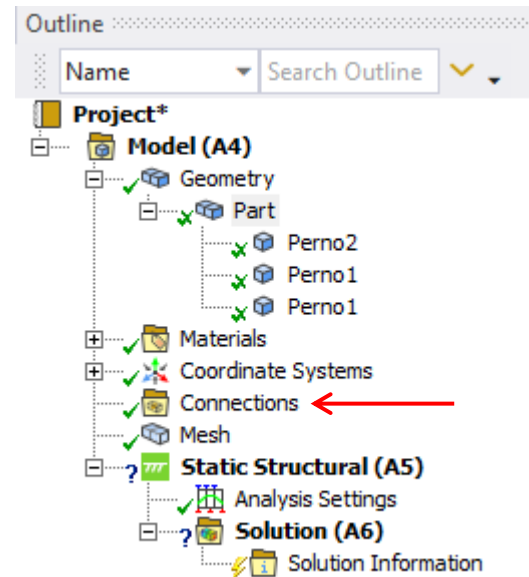 Outline
Name Search Outline
Project*
Model (A4)
Geometry
Part
Perno2
Perno1
Perno1
Materials
Coordinate Systems
Connections
Mesh
Static Structural (A5)
Analysis Settings
Solution (A6)
Solution Information